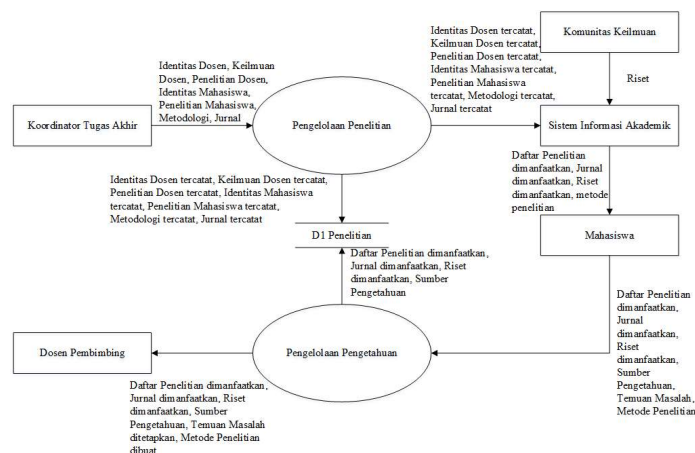 Identitas Dosen, Keilmuan
Dosen, Penelitian Dosen,
Identitas Mahasiswa,
Penelitian Mahasiswa,
Metodologi, Jurnal
Koordinator Tugas Akhir
Pengelolaan Penelitian
Identitas Dosen tercatat,
Keilmuan Dosen tercatat,
Penelitian Dosen tercatat,
Identitas Mahasiswa tercatat,
Penelitian Mahasiswa
tercatat, Metodologi tercatat,
Jurnal tercatat
Komunitas Keilmuan
Riset
Sistem Informasi Akademik
Daftar Penelitian
dimanfaatkan, Jurnal
dimanfaatkan, Riset
dimanfaatkan, metode
penelitian
Mahasiswa
Identitas Dosen tercatat, Keilmuan Dosen tercatat,
Penelitian Dosen tercatat, Identitas Mahasiswa
tercatat, Penelitian Mahasiswa tercatat,
Metodologi tercatat, Jurnal tercatat
D1 Penelitian
Daftar Penelitian dimanfaatkan,
Jurnal dimanfaatkan, Riset
dimanfaatkan, Sumber
Pengetahuan
Daftar Penelitian
dimanfaatkan,
Jurnal
dimanfaatkan,
Riset
dimanfaatkan,
Sumber
Pengetahuan,
Temuan Masalah,
Metode Penelitian
Pengelolaan Pengetahuan
Dosen Pembimbing
Daftar Penelitian dimanfaatkan,
Jurnal dimanfaatkan, Riset
dimanfaatkan, Sumber
Pengetahuan, Temuan Masalah
ditetapkan, Metode Penelitian
dibuat